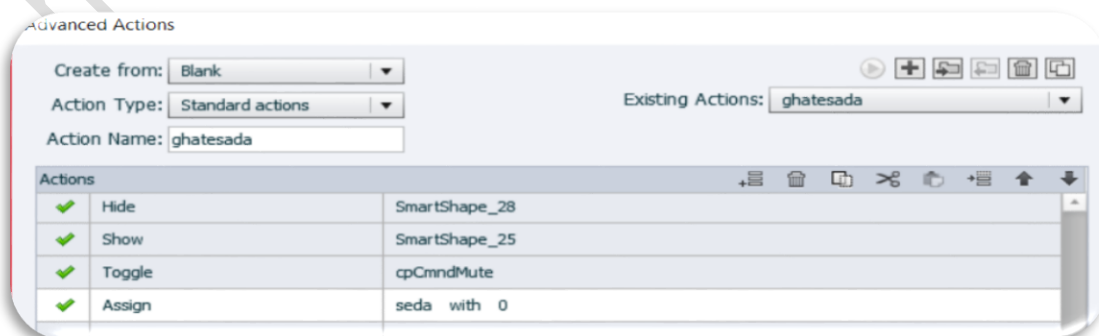 Advanced Actions
Create from: Blank
Action Type: Standard actions
Existing Actions: ghatesada
Action Name: ghatesada
Actions
Hide SmartShape_28
Show SmartShape_25
Toggle cpCmndMute
Assign seda with 0